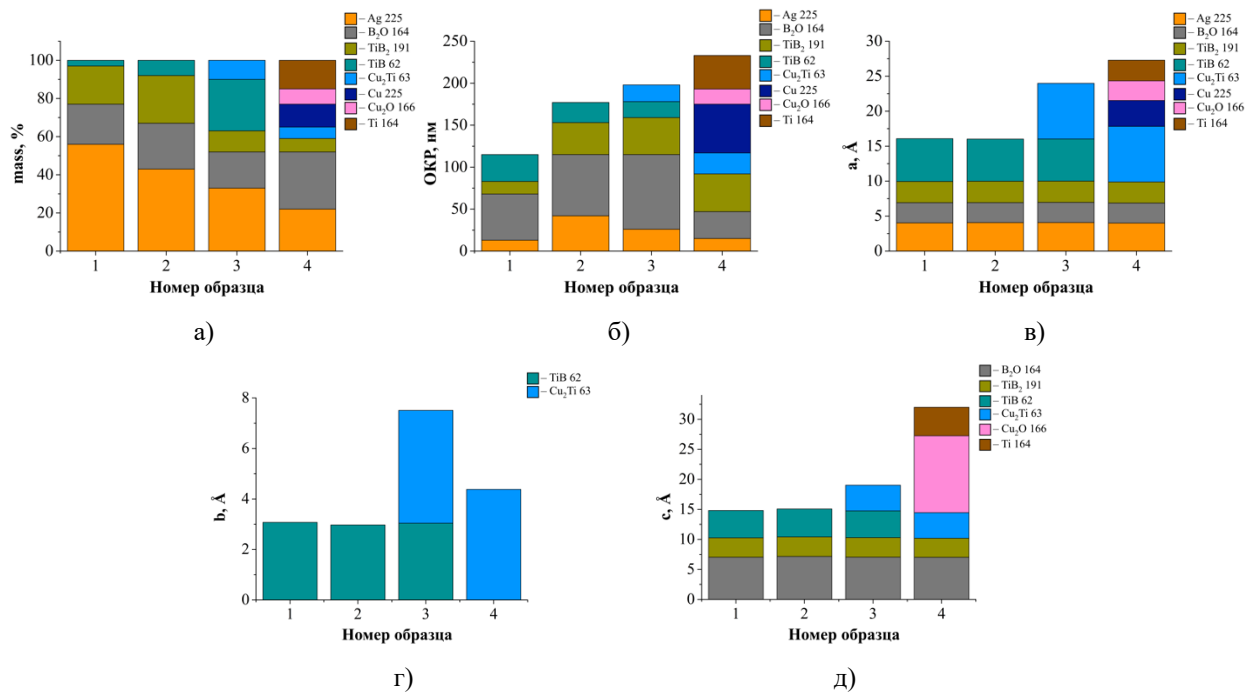 – Ag 225
– B₂O 164
– TiB₂ 191
– TiB 62
– Cu₂Ti 63
– Cu 225
– Cu₂O 166
– Ti 164
100
80
60
40
20
0
mass, %
1 2 3 4
Номер образца
а)
– Ag 225
– B₂O 164
– TiB₂ 191
– TiB 62
– Cu₂Ti 63
– Cu 225
– Cu₂O 166
– Ti 164
250
200
150
100
50
0
ОКР, нм
1 2 3 4
Номер образца
б)
– Ag 225
– B₂O 164
– TiB₂ 191
– TiB 62
– Cu₂Ti 63
– Cu 225
– Cu₂O 166
– Ti 164
30
25
20
15
10
5
0
a, Å
1 2 3 4
Номер образца
в)
– TiB 62
– Cu₂Ti 63
8
6
4
2
0
b, Å
1 2 3 4
Номер образца
г)
– B₂O 164
– TiB₂ 191
– TiB 62
– Cu₂Ti 63
– Cu₂O 166
– Ti 164
30
25
20
15
10
5
0
c, Å
1 2 3 4
Номер образца
д)